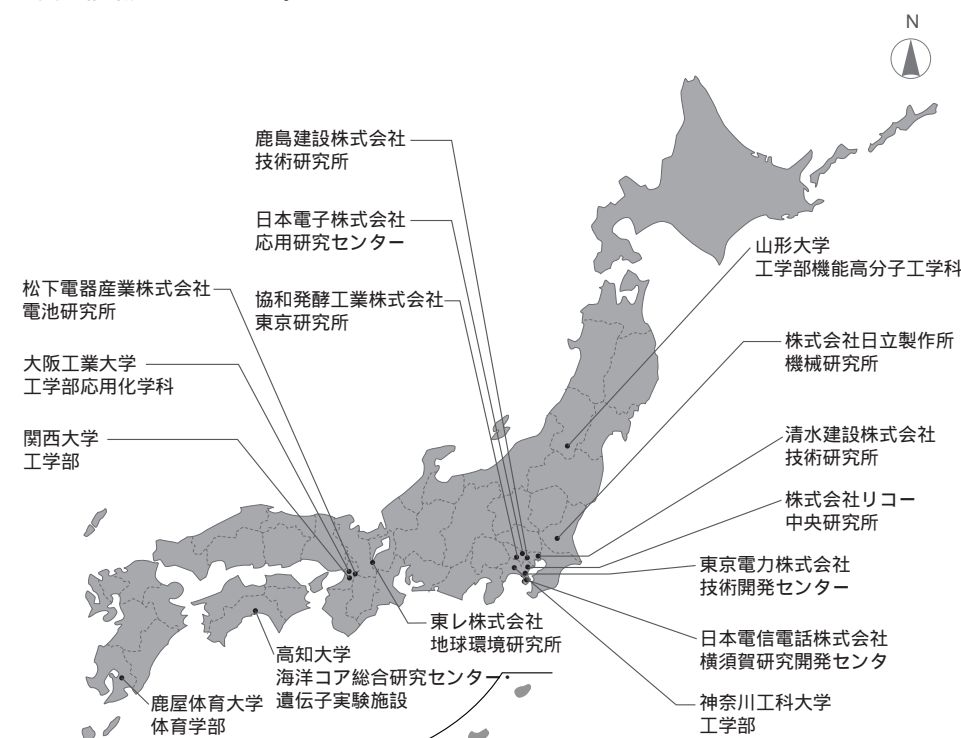 N
鹿島建設株式会社
技術研究所
日本電子株式会社
応用研究センター
山形大学
工学部機能高分子工学科
松下電器産業株式会社
電池研究所
協和発酵工業株式会社
東京研究所
株式会社日立製作所
機械研究所
大阪工業大学
工学部応用化学科
関西大学
工学部
清水建設株式会社
技術研究所
株式会社リコー
中央研究所
東京電力株式会社
技術開発センター
東レ株式会社
地球環境研究所
日本電信電話株式会社
横須賀研究開発センタ
高知大学
海洋コア総合研究センター・
遺伝子実験施設
鹿屋体育大学
体育学部
神奈川工科大学
工学部